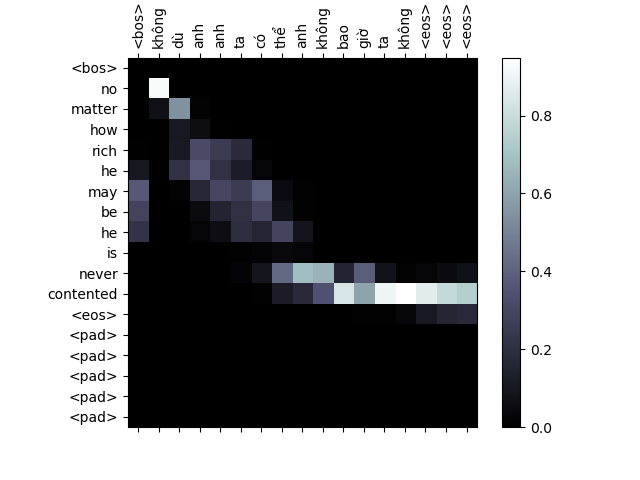 <bos> không dù anh anh ta có thể anh không bao giờ ta không <eos> <eos> <eos>
<bos>
no
matter
how
rich
he
may
be
he
is
never
contented
<eos>
<pad>
<pad>
<pad>
<pad>
<pad>
0.8
0.6
0.4
0.2
0.0